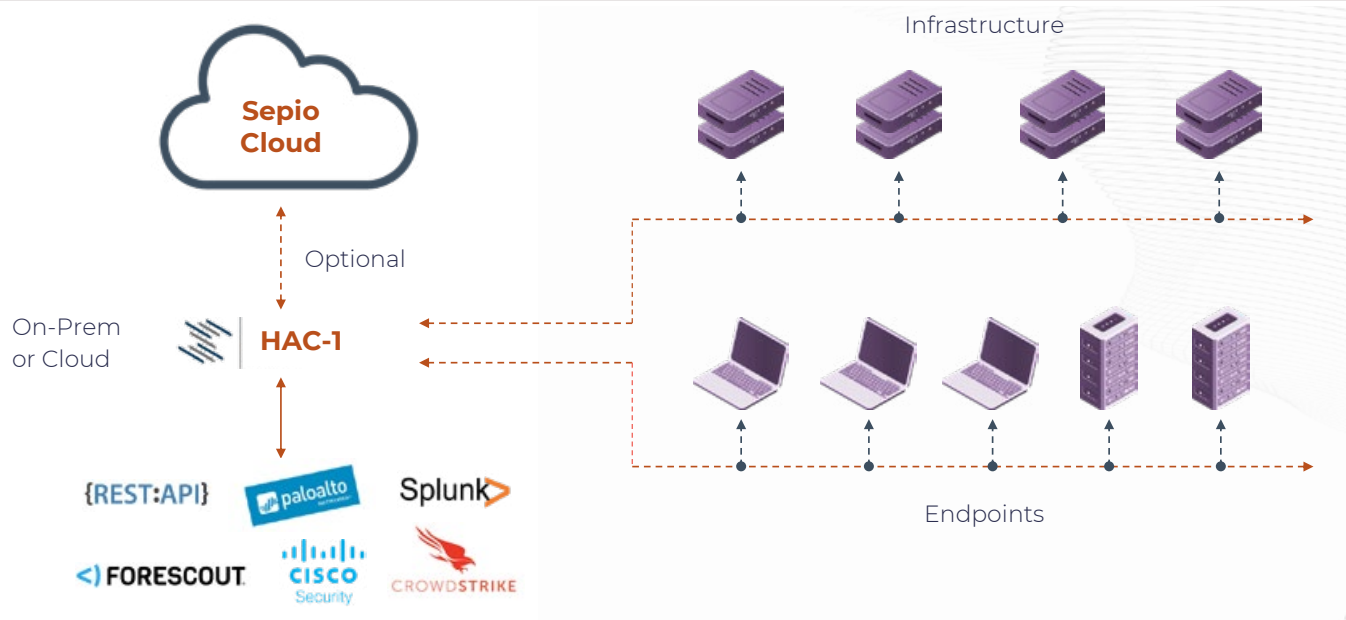 Infrastructure
Sepio
Cloud
Optional
On-Prem
or Cloud
HAC-1
{REST:API}
paloalto
Splunk>
<) FORESCOUT.
CISCO
Security
CROWDSTRIKE
Endpoints